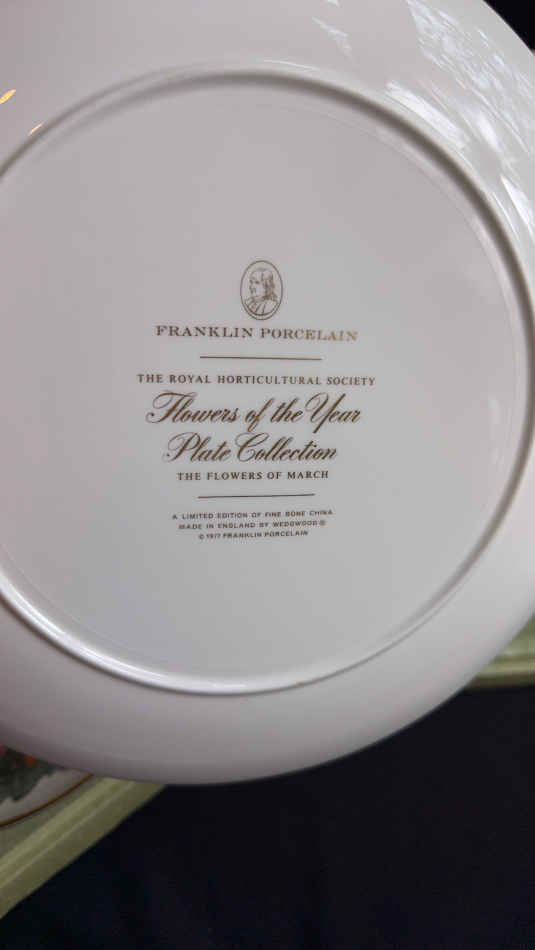 FRANKLIN PORCELAIN
THE ROYAL HORTICULTURAL SOCIETY
Flowers of the Year
Plate Collection
THE FLOWERS OF MARCH
A LIMITED EDITION OF FINE BONE CHINA
MADE IN ENGLAND BY WEDGWOOD ®
© 1977 FRANKLIN PORCELAIN